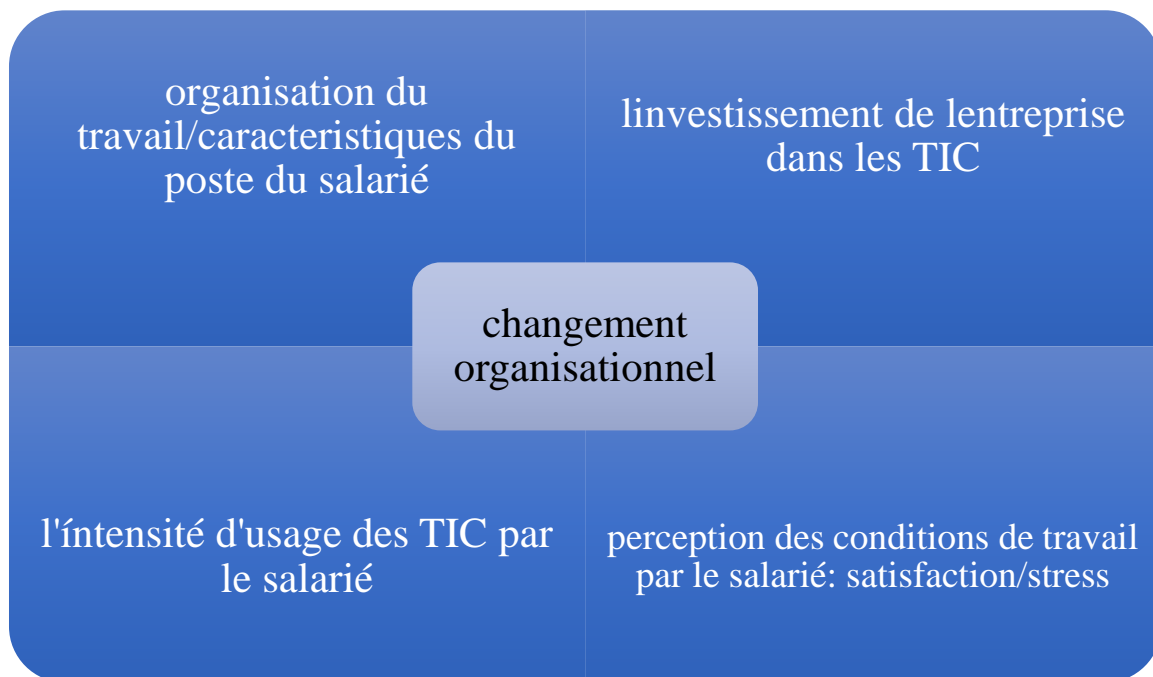 organisation du
travail/caracteristiques du
poste du salarié
linvestissement de lentreprise
dans les TIC
changement
organisationnel
l'íntensité d'usage des TIC par
le salarié
perception des conditions de travail
par le salarié: satisfaction/stress